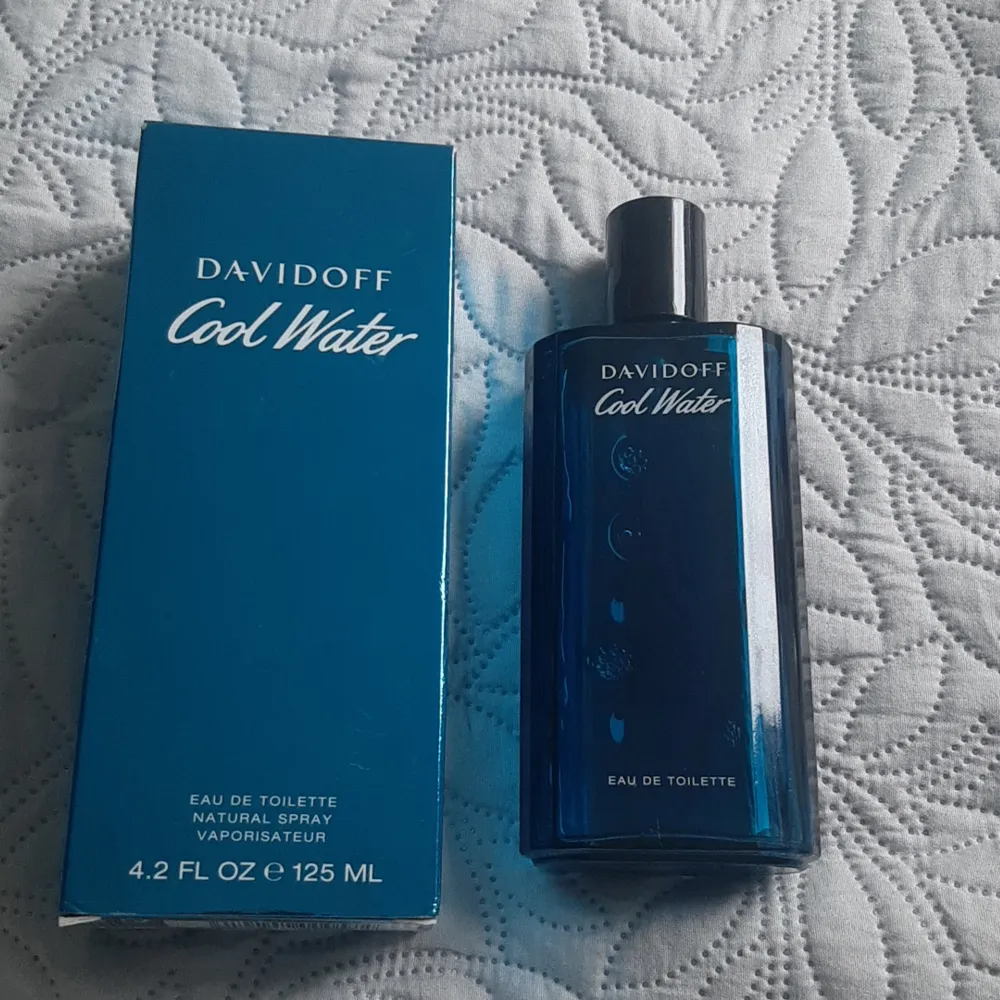 DAVIDOFF
Cool Water
EAU DE TOILETTE
NATURAL SPRAY
VAPORISATEUR
4.2 FL OZ ℮ 125 ML
DAVIDOFF
Cool Water
EAU DE TOILETTE